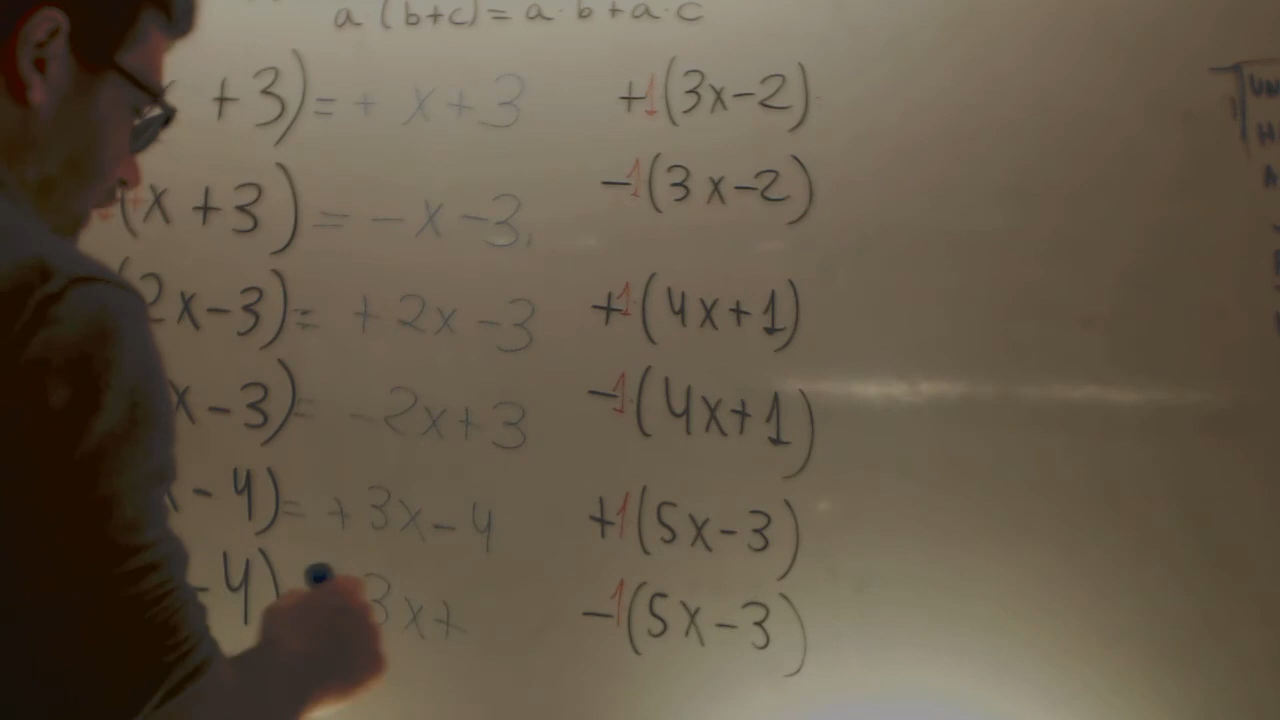 a (b+c) = a · b + a · c
+3) = + x + 3
(x +3) = -x -3,
(2x-3) = +2x -3
x-3) = -2x+3
-4) = +3x-4
-4) 3x+
+1(3x-2)
-1(3x-2)
+1(4x+1)
-1(4x+1)
+1(5x-3)
-1(5x-3)